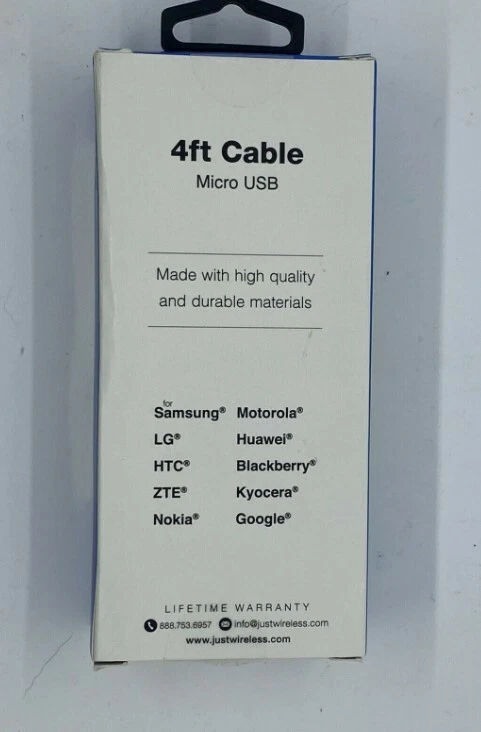 4ft Cable
Micro USB
Made with high quality
and durable materials
for
Samsung® Motorola®
LG® Huawei®
HTC® Blackberry®
ZTE® Kyocera®
Nokia® Google®
LIFETIME WARRANTY
888.753.6957 info@justwireless.com
www.justwireless.com